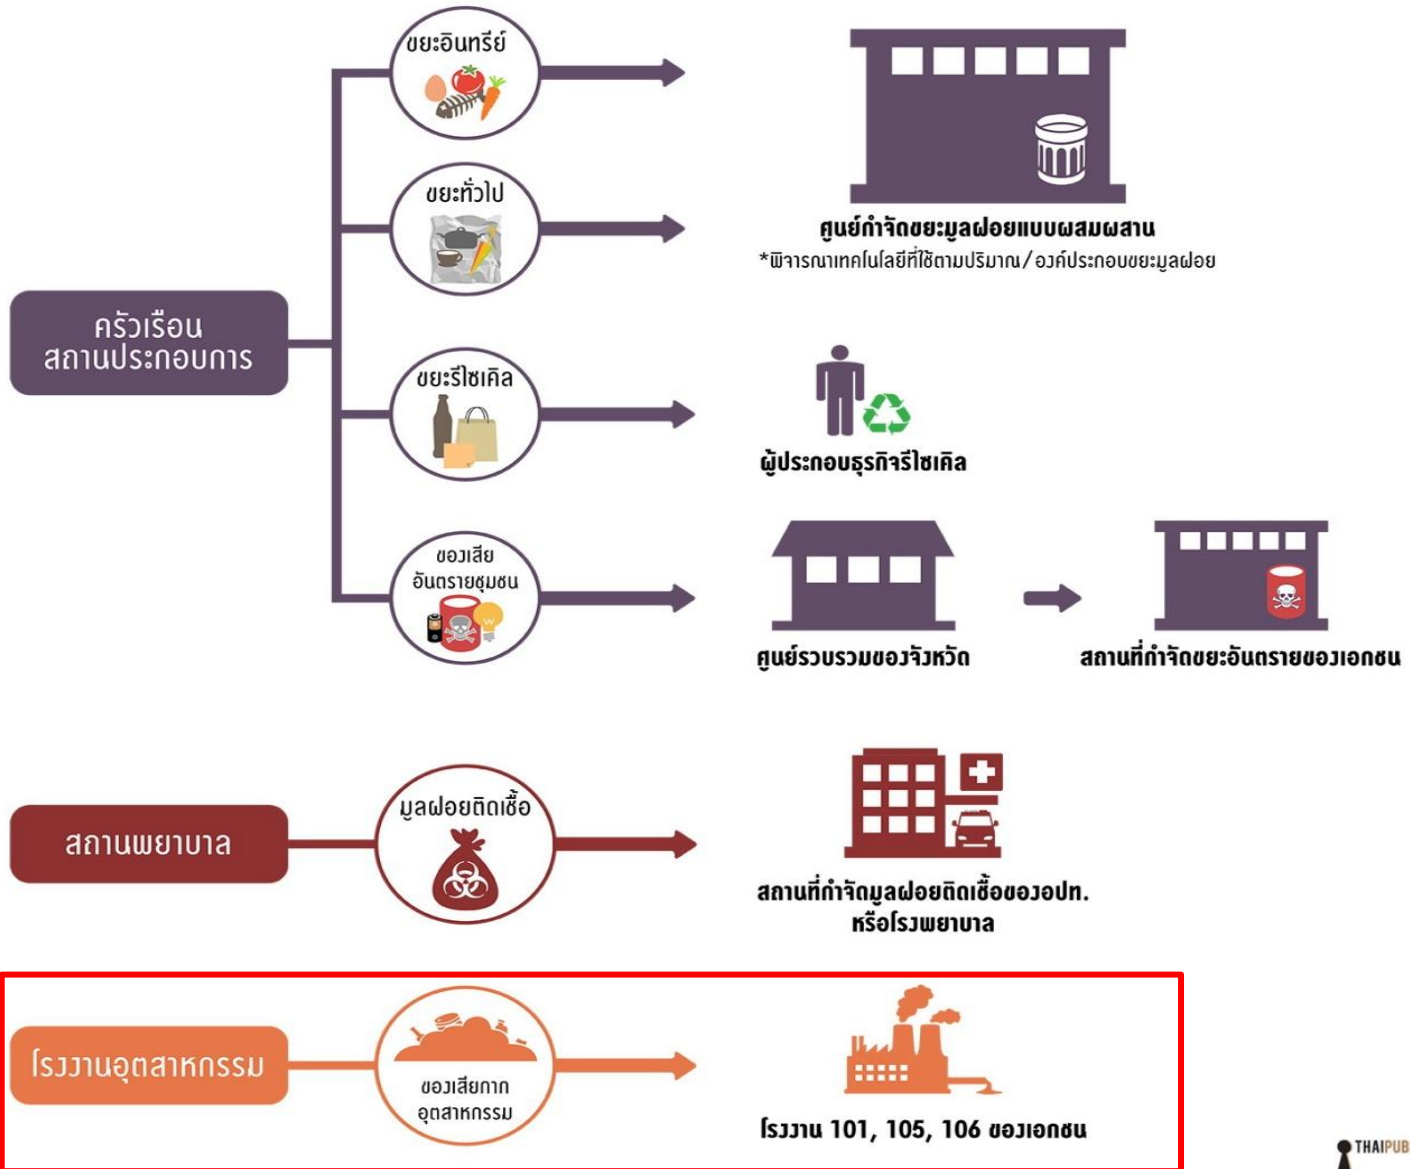 ขยะอินทรีย์
ขยะทั่วไป
ศูนย์กำจัดขยะมูลฝอยแบบผสมผสาน
*พิจารณาเทคโนโลยีที่ใช้ตามปริมาณ/องค์ประกอบขยะมูลฝอย
ครัวเรือน
สถานประกอบการ
ขยะรีไซเคิล
ผู้ประกอบธุรกิจรีไซเคิล
ของเสีย
อันตรายชุมชน
ศูนย์รวบรวมของจังหวัด
สถานที่กำจัดขยะอันตรายของเอกชน
สถานพยาบาล
มูลฝอยติดเชื้อ
สถานที่กำจัดมูลฝอยติดเชื้อของอปท.
หรือโรงพยาบาล
โรงงานอุตสาหกรรม
ของเสียกาก
อุตสาหกรรม
โรงงาน 101, 105, 106 ของเอกชน
THAIPUB